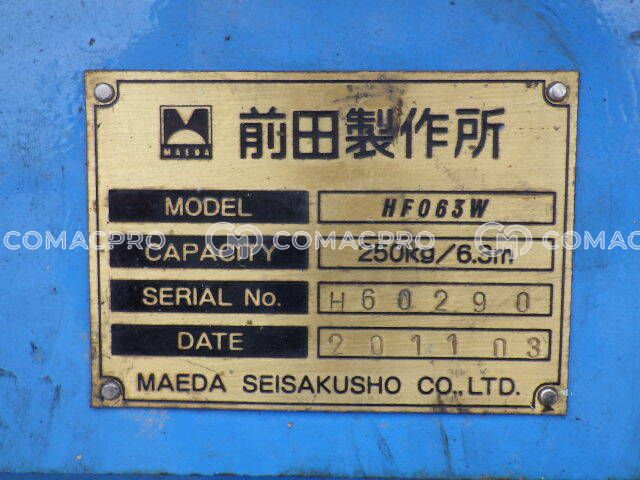 前田製作所
MAEDA
MODEL HF063W
COMACPRO COMACPRO COMACPRO
CAPACITY 250kg/6.3m
SERIAL No. H60290
DATE 201103
MAEDA SEISAKUSHO CO.,LTD.